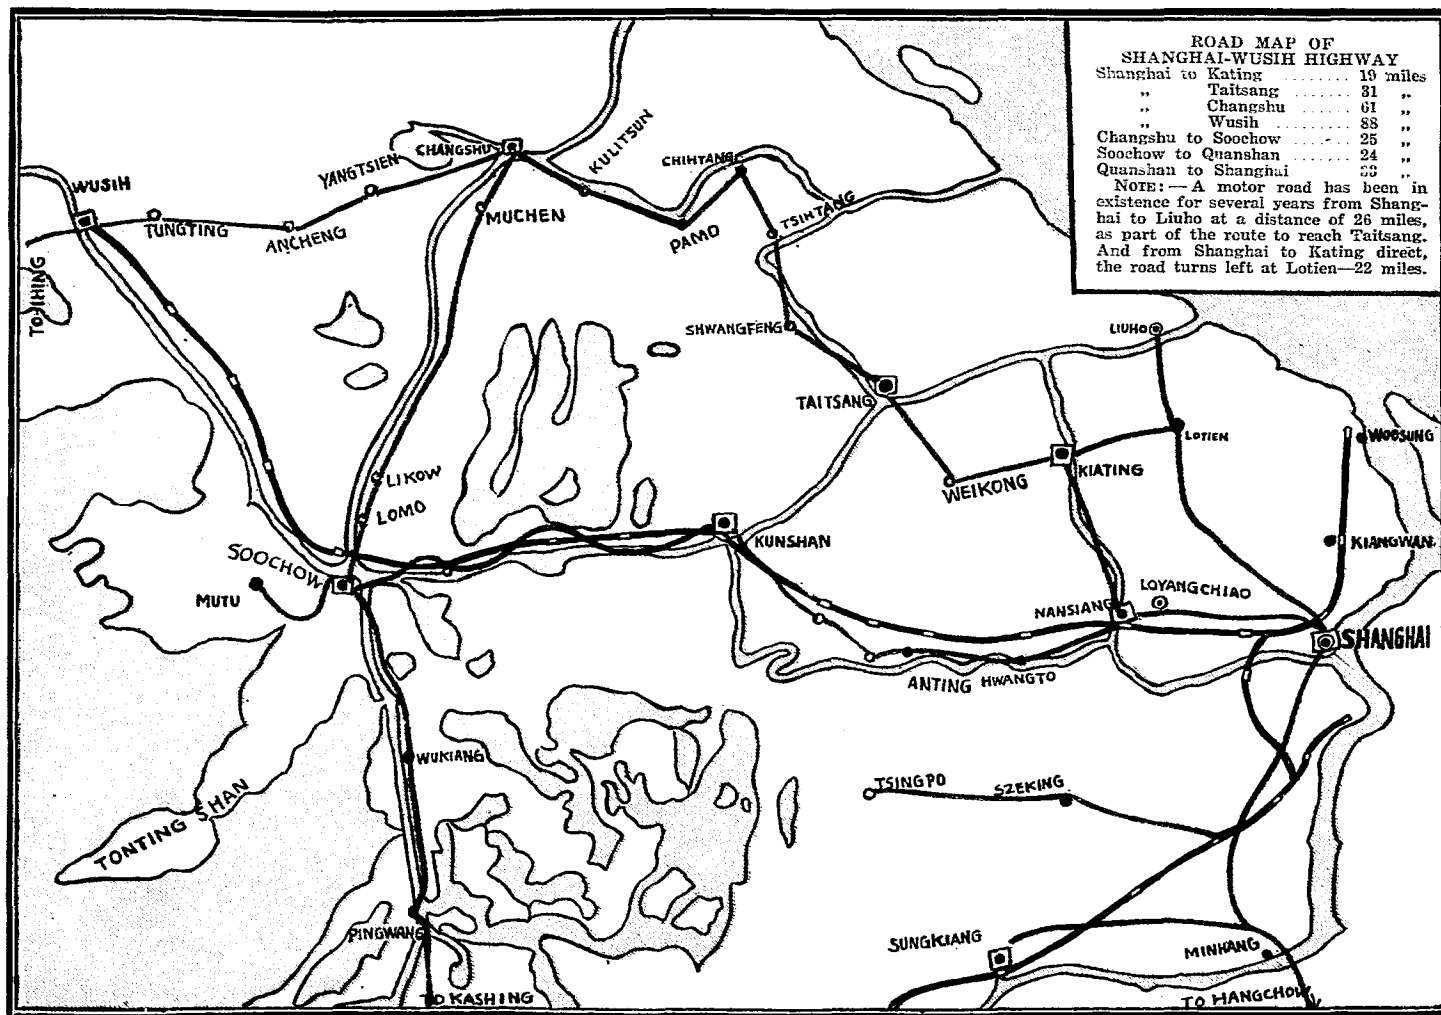 ROAD MAP OF
SHANGHAI-WUSIH HIGHWAY
Shanghai to Kating ........ 19 miles
„ Taitsang ...... 31 „
„ Changshu ...... 61 „
„ Wusih ........ 88 „
Changshu to Soochow ...... 25 „
Soochow to Quanshan ...... 24 „
Quanshan to Shanghai ...... „
NOTE:—A motor road has been in
existence for several years from Shang-
hai to Liuho at a distance of 26 miles,
as part of the route to reach Taitsang.
And from Shanghai to Kating direct,
the road turns left at Lotien—22 miles.
CHANGSHU
KULITSUN
CHIHTANG
YANGTSIEN
WUSIH
MUCHEN
TSIHTANG
TUNGTING
ANCHENG
PAMO
SHWANGFENG
LIUHO
TAITSANG
LOTIEN
WOOSUNG
LIKOW
WEIKONG
KIATING
LOMO
SOOCHOW
KUNSHAN
KIANGWAN
MUTU
NANSIANG
LOYANGCHIAO
SHANGHAI
ANTING
HWANGTO
WUKIANG
TSINGPO
SZEKING
TONTING SHAN
PINGWANG
SUNGKIANG
MINHANG
TO KASHING
TO HANGCHOW